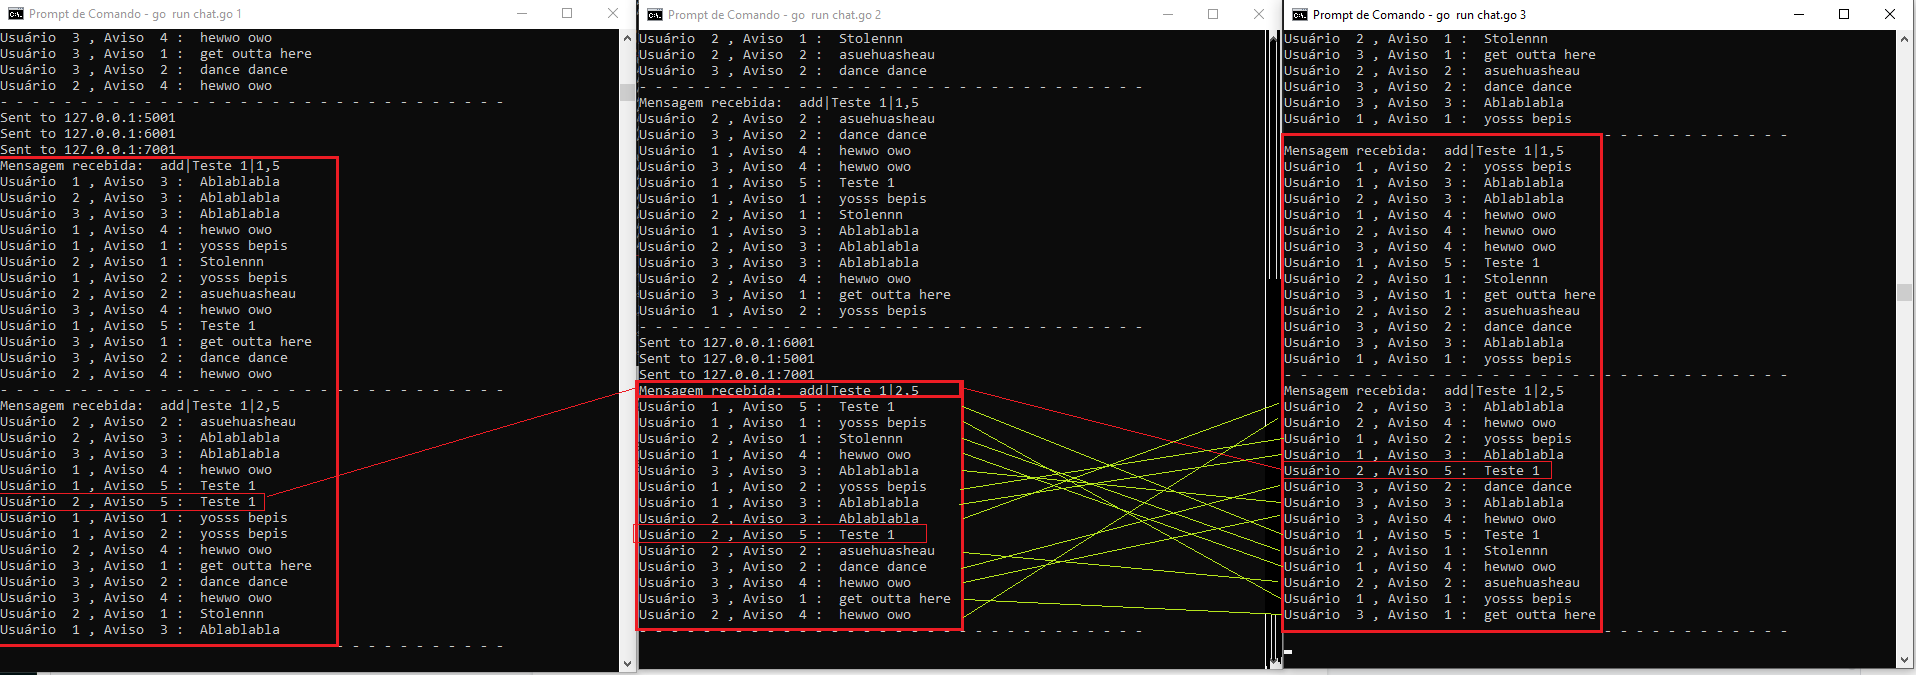 Prompt de Comando - go  run chat.go 1
Usuário  3 , Aviso  4 :  hewwo owo
Usuário  3 , Aviso  1 :  get outta here
Usuário  3 , Aviso  2 :  dance dance
Usuário  2 , Aviso  4 :  hewwo owo
- - - - - - - - - - - - - - - - - - - - - - - - - - - - - - - -
Sent to 127.0.0.1:5001
Sent to 127.0.0.1:6001
Sent to 127.0.0.1:7001
Mensagem recebida:  add|Teste 1|1,5
Usuário  1 , Aviso  3 :  Ablablabla
Usuário  2 , Aviso  3 :  Ablablabla
Usuário  3 , Aviso  3 :  Ablablabla
Usuário  1 , Aviso  4 :  hewwo owo
Usuário  1 , Aviso  1 :  yosss bepis
Usuário  2 , Aviso  1 :  Stolennn
Usuário  1 , Aviso  2 :  yosss bepis
Usuário  2 , Aviso  2 :  asuehuasheau
Usuário  3 , Aviso  4 :  hewwo owo
Usuário  1 , Aviso  5 :  Teste 1
Usuário  3 , Aviso  1 :  get outta here
Usuário  3 , Aviso  2 :  dance dance
Usuário  2 , Aviso  4 :  hewwo owo
- - - - - - - - - - - - - - - - - - - - - - - - - - - - - - - -
Mensagem recebida:  add|Teste 1|2,5
Usuário  2 , Aviso  2 :  asuehuasheau
Usuário  2 , Aviso  3 :  Ablablabla
Usuário  3 , Aviso  3 :  Ablablabla
Usuário  1 , Aviso  4 :  hewwo owo
Usuário  1 , Aviso  5 :  Teste 1
Usuário  2 , Aviso  5 :  Teste 1
Usuário  1 , Aviso  1 :  yosss bepis
Usuário  1 , Aviso  2 :  yosss bepis
Usuário  2 , Aviso  4 :  hewwo owo
Usuário  3 , Aviso  1 :  get outta here
Usuário  3 , Aviso  2 :  dance dance
Usuário  3 , Aviso  4 :  hewwo owo
Usuário  2 , Aviso  1 :  Stolennn
Usuário  1 , Aviso  3 :  Ablablabla
- - - - - - - - - - - - - - - - - - - - - - - - - - - - - - - -
Prompt de Comando - go  run chat.go 2
Usuário  2 , Aviso  1 :  Stolennn
Usuário  2 , Aviso  2 :  asuehuasheau
Usuário  3 , Aviso  2 :  dance dance
- - - - - - - - - - - - - - - - - - - - - - - - - - - - - - - -
Mensagem recebida:  add|Teste 1|1,5
Usuário  2 , Aviso  2 :  asuehuasheau
Usuário  3 , Aviso  2 :  dance dance
Usuário  1 , Aviso  4 :  hewwo owo
Usuário  3 , Aviso  4 :  hewwo owo
Usuário  1 , Aviso  5 :  Teste 1
Usuário  1 , Aviso  1 :  yosss bepis
Usuário  2 , Aviso  1 :  Stolennn
Usuário  1 , Aviso  3 :  Ablablabla
Usuário  2 , Aviso  3 :  Ablablabla
Usuário  3 , Aviso  3 :  Ablablabla
Usuário  2 , Aviso  4 :  hewwo owo
Usuário  3 , Aviso  1 :  get outta here
Usuário  1 , Aviso  2 :  yosss bepis
- - - - - - - - - - - - - - - - - - - - - - - - - - - - - - - -
Sent to 127.0.0.1:6001
Sent to 127.0.0.1:5001
Sent to 127.0.0.1:7001
Mensagem recebida:  add|Teste 1|2,5
Usuário  1 , Aviso  5 :  Teste 1
Usuário  1 , Aviso  1 :  yosss bepis
Usuário  2 , Aviso  1 :  Stolennn
Usuário  1 , Aviso  4 :  hewwo owo
Usuário  3 , Aviso  3 :  Ablablabla
Usuário  1 , Aviso  2 :  yosss bepis
Usuário  1 , Aviso  3 :  Ablablabla
Usuário  2 , Aviso  3 :  Ablablabla
Usuário  2 , Aviso  5 :  Teste 1
Usuário  2 , Aviso  2 :  asuehuasheau
Usuário  3 , Aviso  2 :  dance dance
Usuário  3 , Aviso  4 :  hewwo owo
Usuário  3 , Aviso  1 :  get outta here
Usuário  2 , Aviso  4 :  hewwo owo
- - - - - - - - - - - - - - - - - - - - - - - - - - - - - - - -
Prompt de Comando - go  run chat.go 3
Usuário  2 , Aviso  1 :  Stolennn
Usuário  3 , Aviso  1 :  get outta here
Usuário  2 , Aviso  2 :  asuehuasheau
Usuário  3 , Aviso  2 :  dance dance
Usuário  3 , Aviso  3 :  Ablablabla
Usuário  1 , Aviso  1 :  yosss bepis
- - - - - - - - - - - - - - - - - - - - - - - - - - - - - - - -
Mensagem recebida:  add|Teste 1|1,5
Usuário  1 , Aviso  2 :  yosss bepis
Usuário  1 , Aviso  3 :  Ablablabla
Usuário  2 , Aviso  3 :  Ablablabla
Usuário  1 , Aviso  4 :  hewwo owo
Usuário  2 , Aviso  4 :  hewwo owo
Usuário  3 , Aviso  4 :  hewwo owo
Usuário  1 , Aviso  5 :  Teste 1
Usuário  2 , Aviso  1 :  Stolennn
Usuário  3 , Aviso  1 :  get outta here
Usuário  2 , Aviso  2 :  asuehuasheau
Usuário  3 , Aviso  2 :  dance dance
Usuário  3 , Aviso  3 :  Ablablabla
Usuário  1 , Aviso  1 :  yosss bepis
- - - - - - - - - - - - - - - - - - - - - - - - - - - - - - - -
Mensagem recebida:  add|Teste 1|2,5
Usuário  2 , Aviso  3 :  Ablablabla
Usuário  2 , Aviso  4 :  hewwo owo
Usuário  1 , Aviso  2 :  yosss bepis
Usuário  1 , Aviso  3 :  Ablablabla
Usuário  2 , Aviso  5 :  Teste 1
Usuário  3 , Aviso  2 :  dance dance
Usuário  3 , Aviso  3 :  Ablablabla
Usuário  3 , Aviso  4 :  hewwo owo
Usuário  1 , Aviso  5 :  Teste 1
Usuário  2 , Aviso  1 :  Stolennn
Usuário  1 , Aviso  4 :  hewwo owo
Usuário  2 , Aviso  2 :  asuehuasheau
Usuário  1 , Aviso  1 :  yosss bepis
Usuário  3 , Aviso  1 :  get outta here
- - - - - - - - - - - - - - - - - - - - - - - - - - - - - - - -